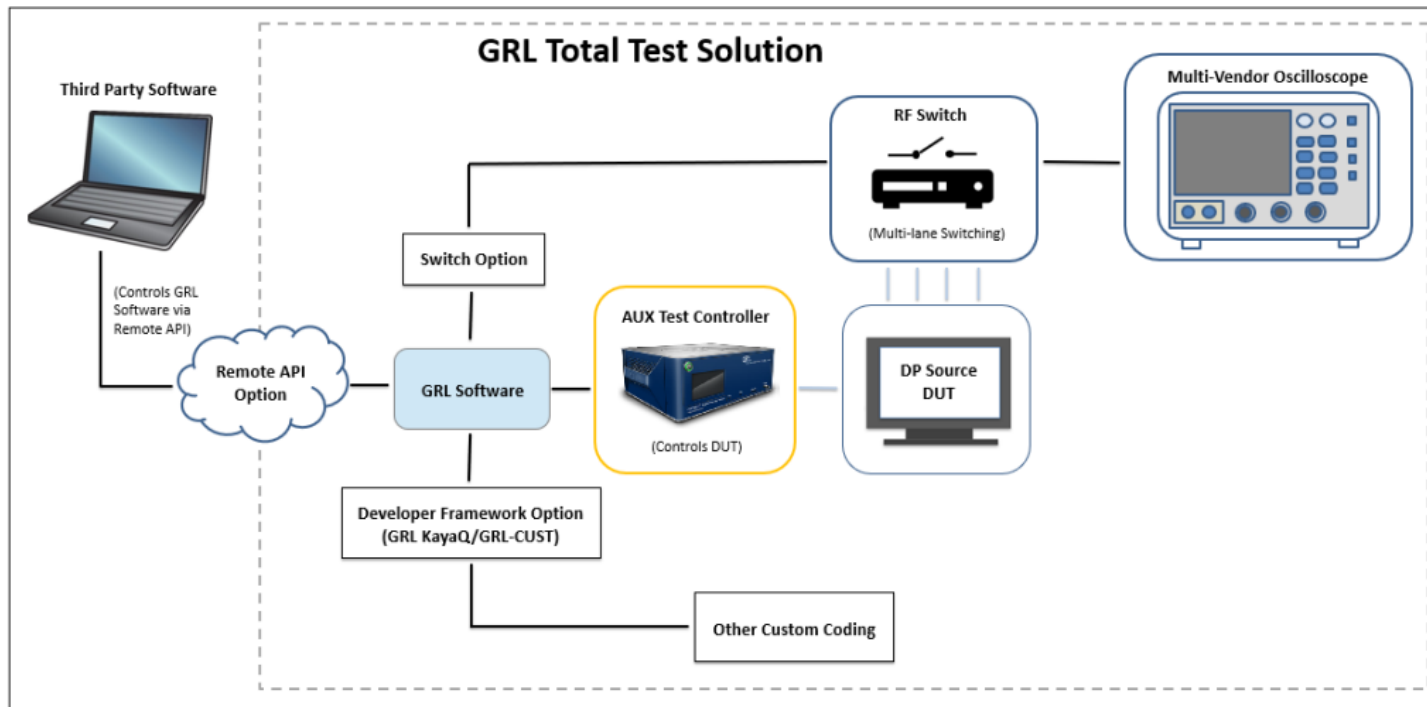 GRL Total Test Solution
Third Party Software
Multi-Vendor Oscilloscope
RF Switch
(Multi-lane Switching)
Switch Option
(Controls GRL
Software via
Remote API)
AUX Test Controller
(Controls DUT)
DP Source
DUT
Remote API
Option
GRL Software
Developer Framework Option
(GRL KayaQ/GRL-CUST)
Other Custom Coding